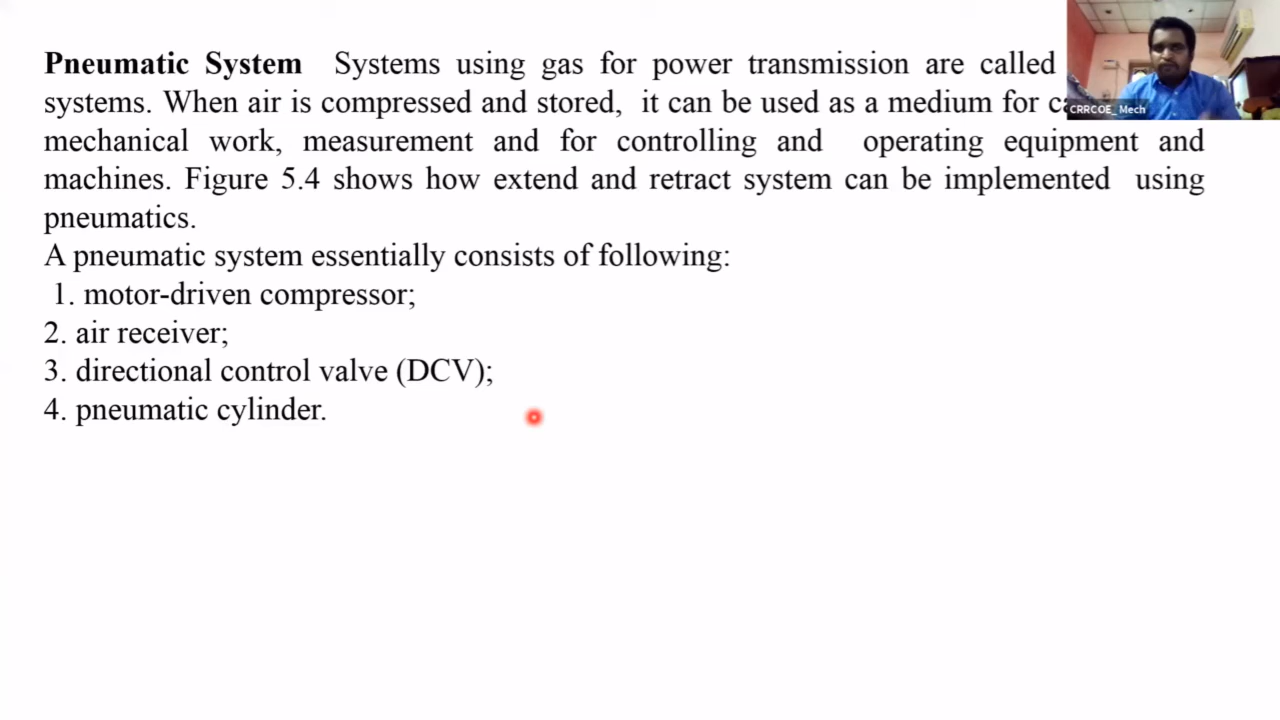 Pneumatic System Systems using gas for power transmission are called
systems. When air is compressed and stored, it can be used as a medium for
CRRCOE_ Mech
mechanical work, measurement and for controlling and operating equipment and
machines. Figure 5.4 shows how extend and retract system can be implemented using
pneumatics.
A pneumatic system essentially consists of following:
1. motor-driven compressor;
2. air receiver;
3. directional control valve (DCV);
4. pneumatic cylinder.